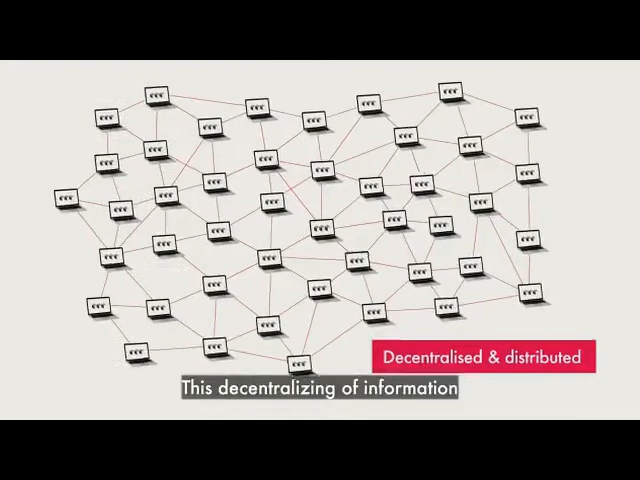 Decentralised & distributed
This decentralizing of information